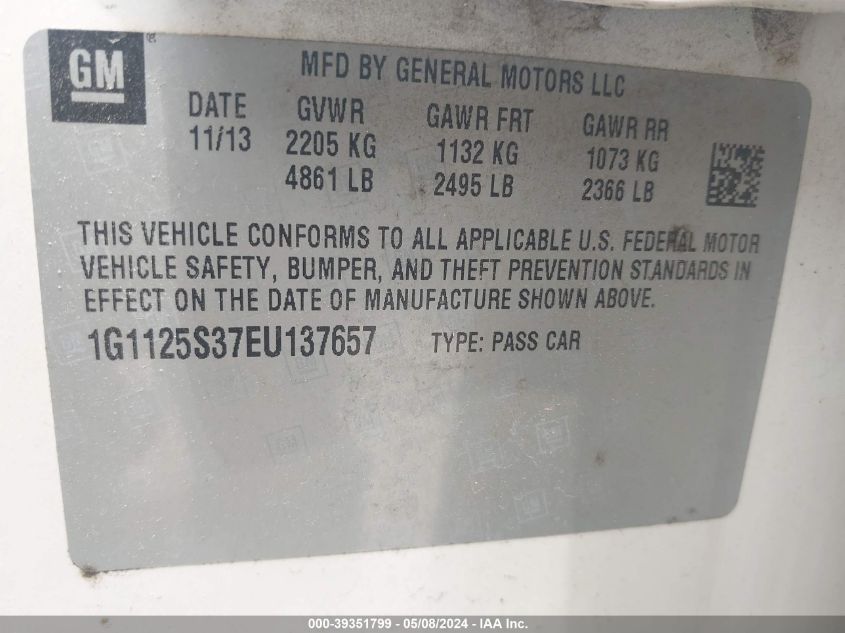 GM
MFD BY GENERAL MOTORS LLC
DATE GVWR GAWR FRT GAWR RR
11/13 2205 KG 1132 KG 1073 KG
4861 LB 2495 LB 2366 LB
THIS VEHICLE CONFORMS TO ALL APPLICABLE U.S. FEDERAL MOTOR
VEHICLE SAFETY, BUMPER, AND THEFT PREVENTION STANDARDS IN
EFFECT ON THE DATE OF MANUFACTURE SHOWN ABOVE.
1G1125S37EU137657 TYPE: PASS CAR
000-39351799 - 05/08/2024 - IAA Inc.